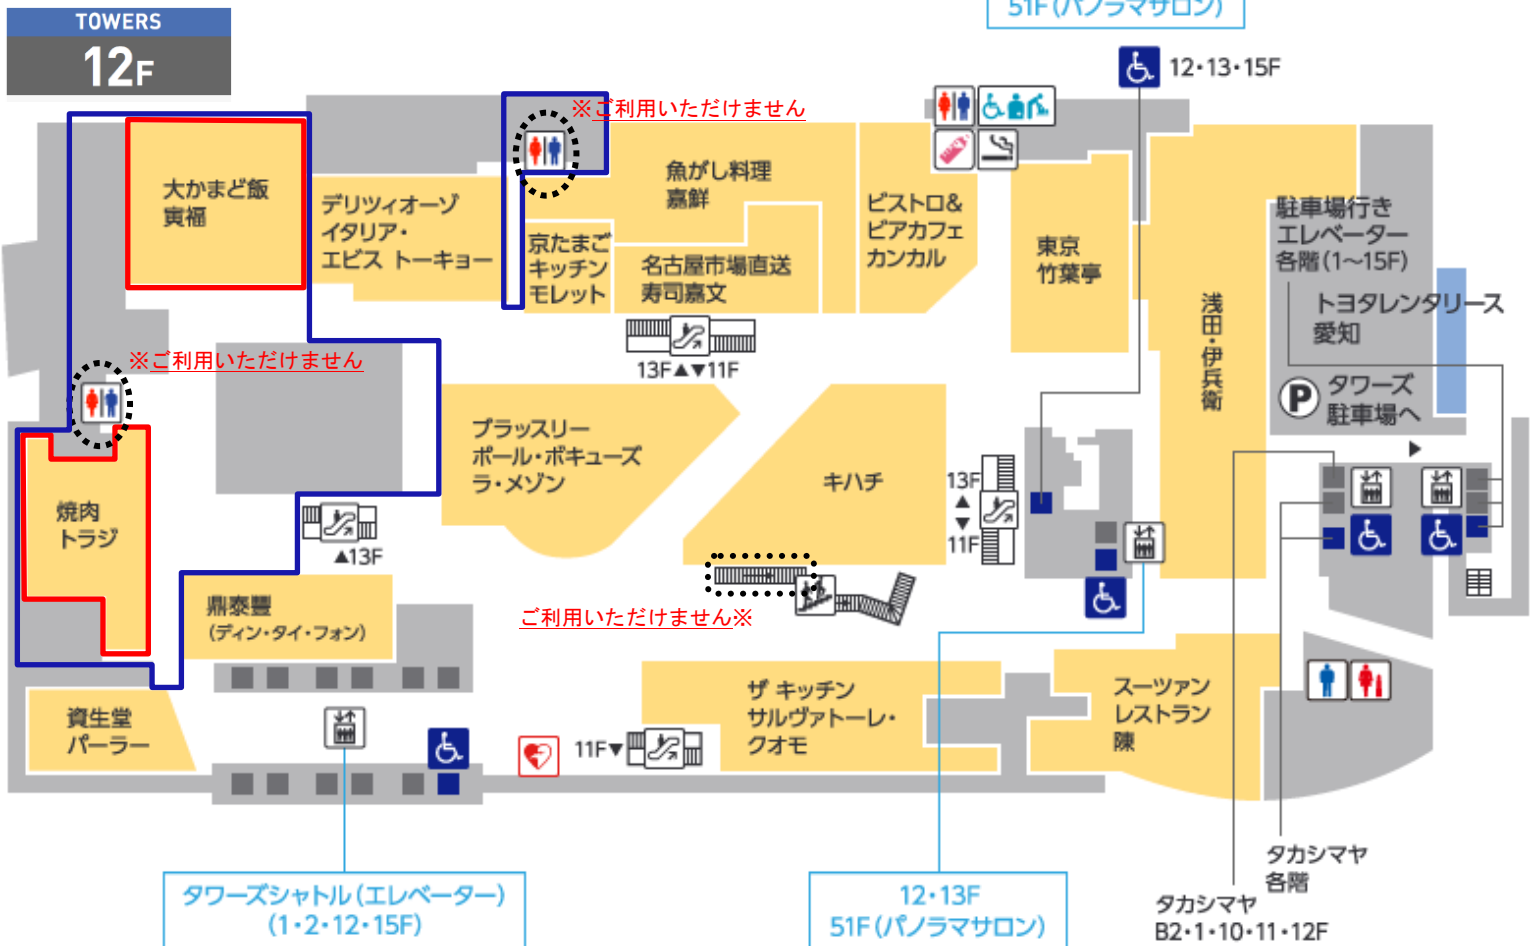 TOWERS
12F
51F(パノラマサロン)
12・13・15F
※ご利用いただけません
大かまど飯
寅福
デリツィオーゾ
イタリア・
エビス トーキョー
魚がし料理
嘉鮮
京たまご
キッチン
モレット
名古屋市場直送
寿司嘉文
ビストロ&
ビアカフェ
カンカル
東京
竹葉亭
浅田・伊兵衛
駐車場行き
エレベーター
各階(1〜15F)
トヨタレンタリース
愛知
P タワーズ
駐車場へ
▶
※ご利用いただけません
13F▲▼11F
ブラッスリー
ポール・ボキューズ
ラ・メゾン
キハチ
13F
▲
▼
11F
焼肉
トラジ
▲13F
鼎泰豐
(ディン・タイ・フォン)
ご利用いただけません※
資生堂
パーラー
11F▼
ザ キッチン
サルヴァトーレ・
クオモ
スーツァン
レストラン
陳
タワーズシャトル(エレベーター)
(1・2・12・15F)
12・13F
51F(パノラマサロン)
タカシマヤ
各階
タカシマヤ
B2・1・10・11・12F